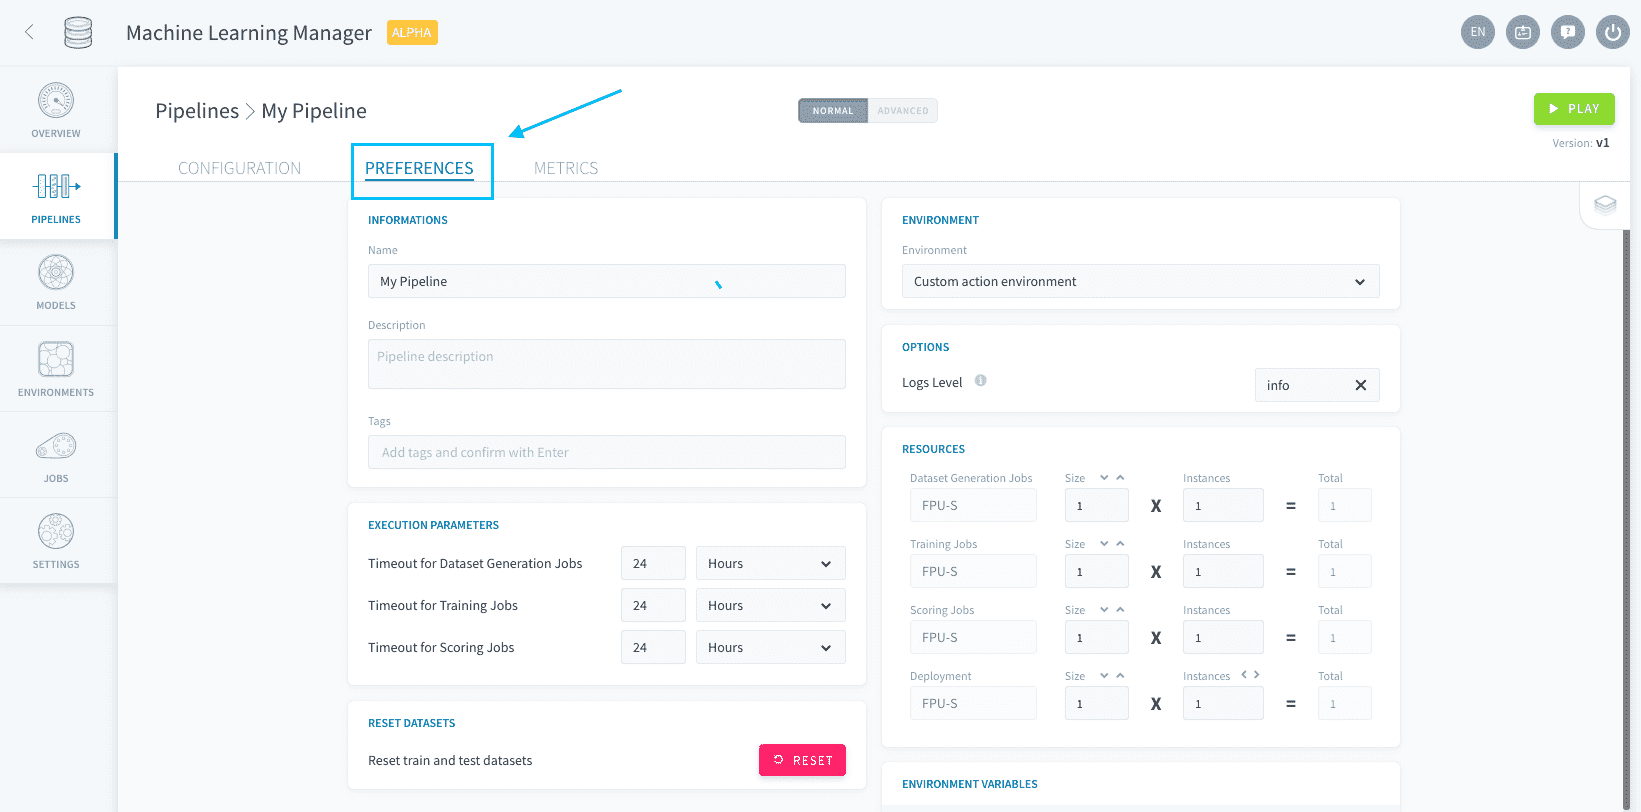 Machine Learning Manager ALPHA
EN
OVERVIEW
PIPELINES
MODELS
ENVIRONMENTS
JOBS
SETTINGS
Pipelines > My Pipeline
NORMAL ADVANCED
PLAY
Version: v1
CONFIGURATION PREFERENCES METRICS
INFORMATIONS
Name
My Pipeline
Description
Pipeline description
Tags
Add tags and confirm with Enter
EXECUTION PARAMETERS
Timeout for Dataset Generation Jobs 24 Hours
Timeout for Training Jobs 24 Hours
Timeout for Scoring Jobs 24 Hours
RESET DATASETS
Reset train and test datasets RESET
ENVIRONMENT
Environment
Custom action environment
OPTIONS
Logs Level info
RESOURCES
Dataset Generation Jobs Size Instances Total
FPU-S 1 X 1 = 1
Training Jobs Size Instances Total
FPU-S 1 X 1 = 1
Scoring Jobs Size Instances Total
FPU-S 1 X 1 = 1
Deployment Size Instances Total
FPU-S 1 X 1 = 1
ENVIRONMENT VARIABLES